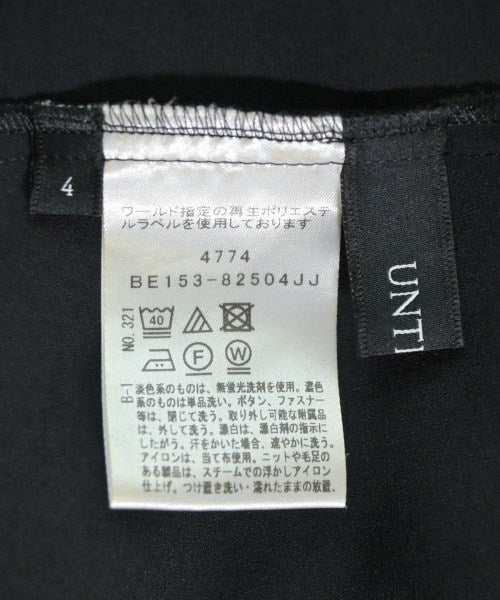 4
ワールド指定の再生ポリエステ
ルラベルを使用しております
4774
BE153-82504JJ
NO.321
40
F
W
B-1
淡色系のものは、無蛍光洗剤を使用。濃色
系のものは単品洗い。ボタン、ファスナー
等は、閉じて洗う。取り外し可能な附属品
は、外して洗う。漂白は、漂白剤の指示に
したがう。汗をかいた場合、速やかに洗う。
アイロンは、当て布使用。ニットや毛足の
ある製品は、スチームでの浮かしアイロン
仕上げ。つけ置き洗い・濡れたままの放置、
UNTI